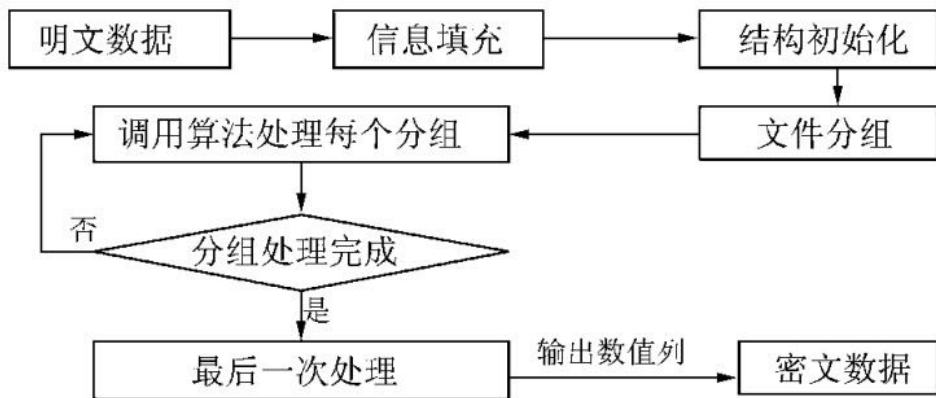 明文数据
信息填充
结构初始化
文件分组
调用算法处理每个分组
分组处理完成
否
是
最后一次处理
输出数值列
密文数据